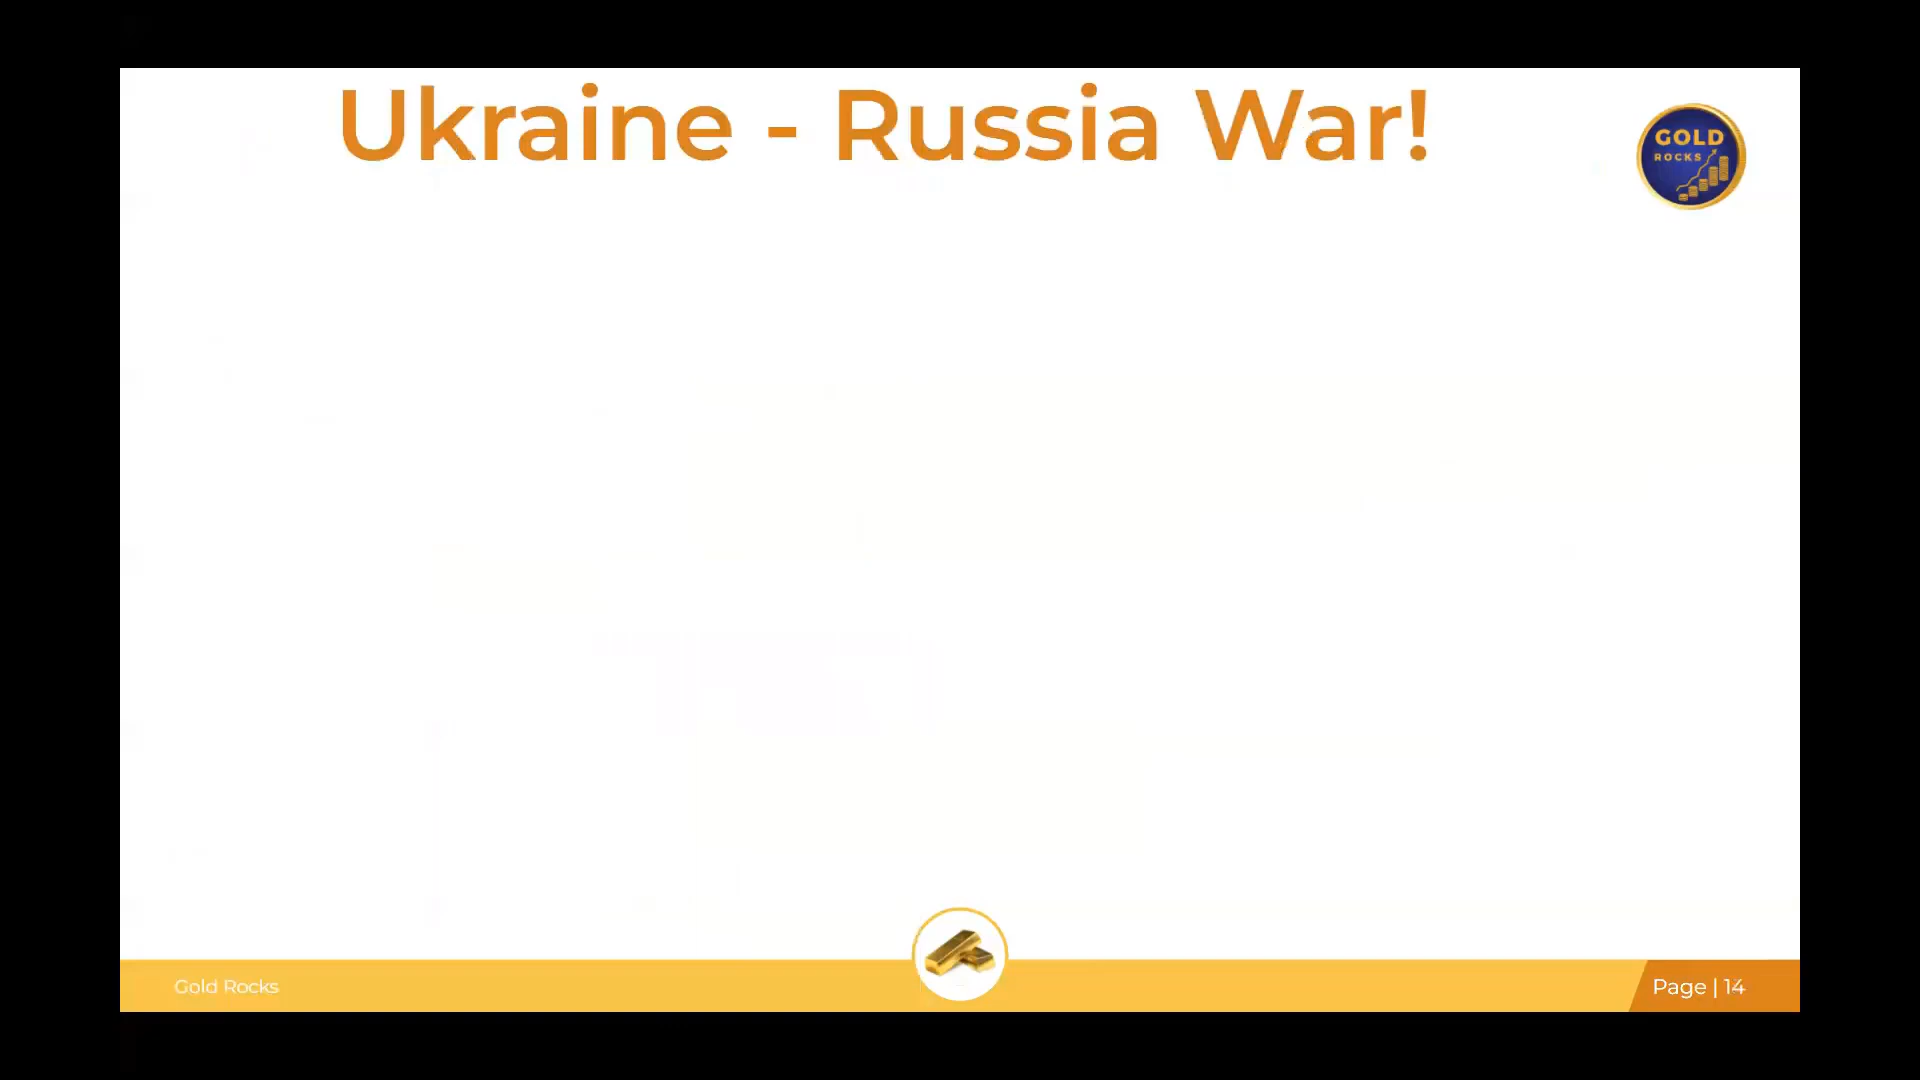 Ukraine - Russia War!
GOLD
ROCKS
Gold Rocks
Page | 14